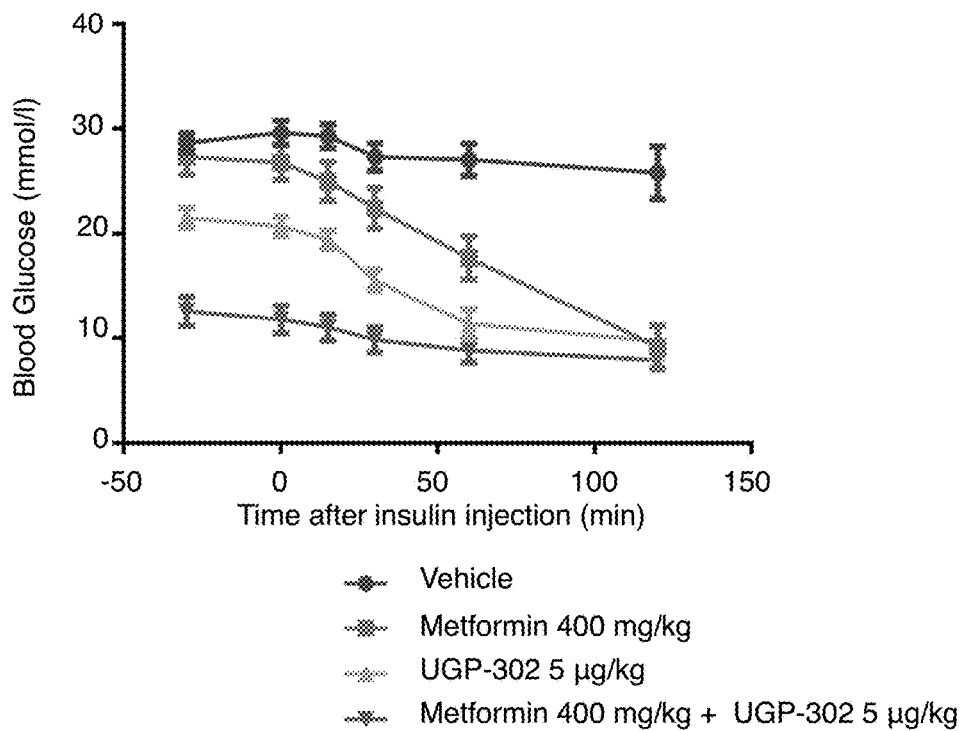 Blood Glucose (mmol/l)
40
30
20
10
0
-50
0
50
100
150
Time after insulin injection (min)
Vehicle
Metformin 400 mg/kg
UGP-302 5 µg/kg
Metformin 400 mg/kg + UGP-302 5 µg/kg